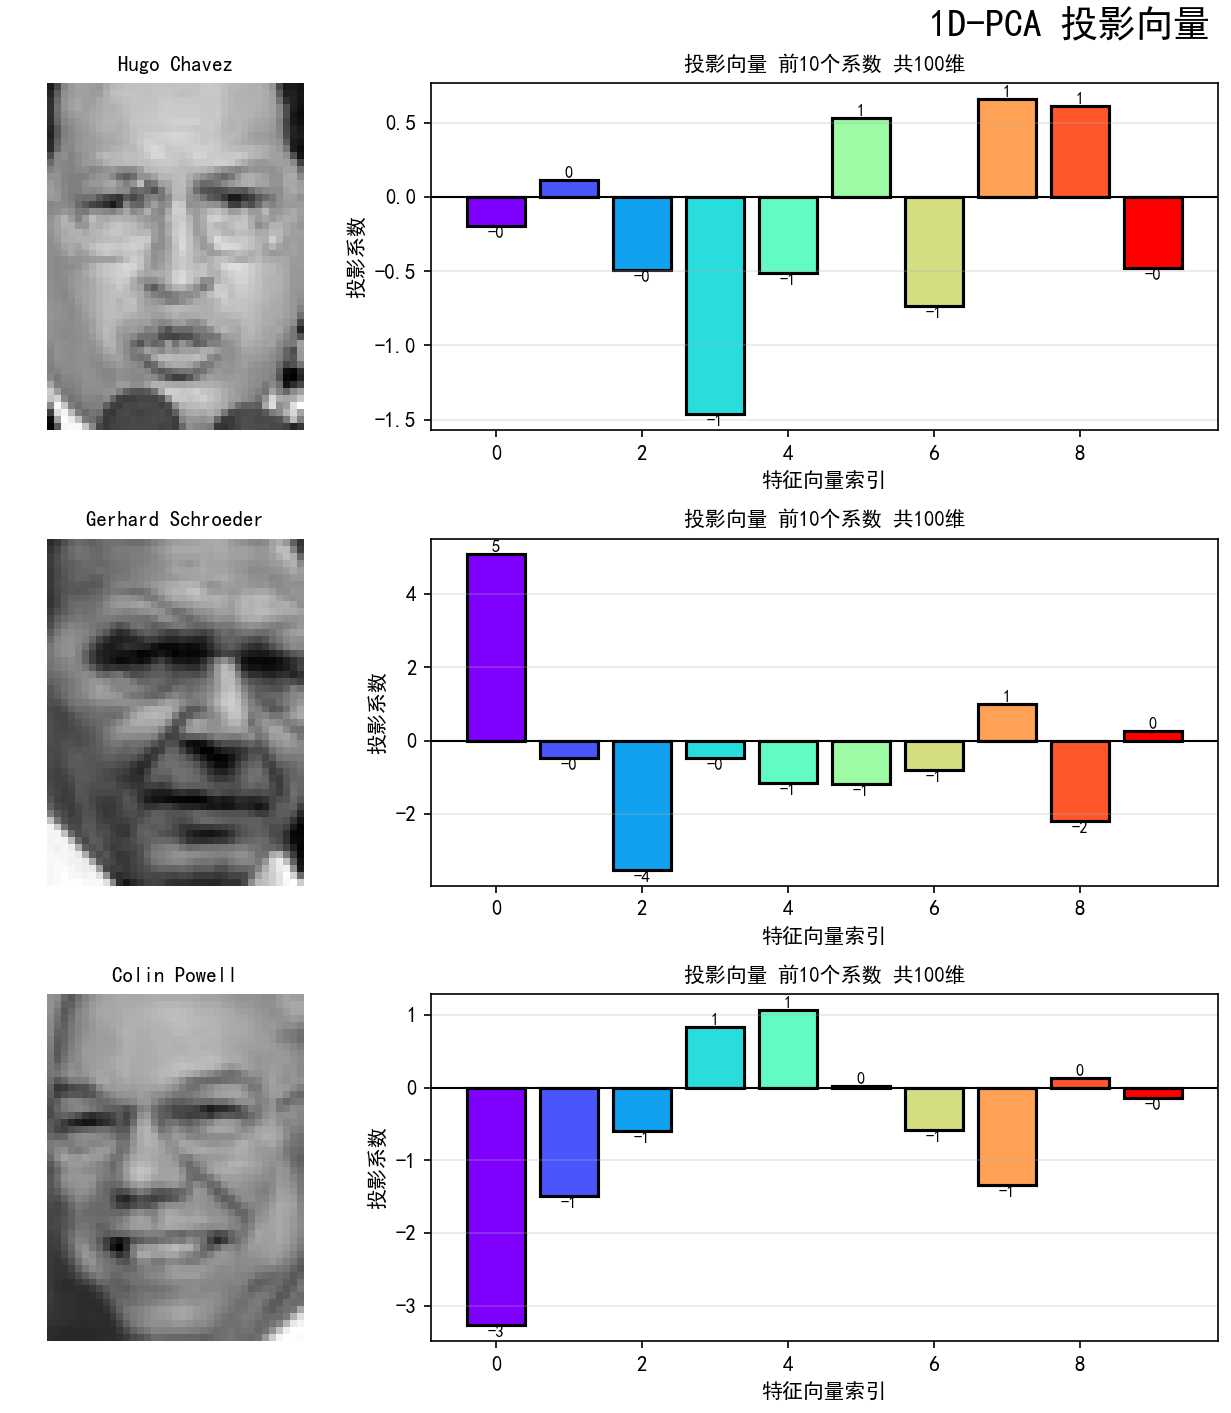 1D-PCA 投影向量
Hugo Chavez
投影向量 前10个系数 共100维
投影系数
0.5
0.0
−0.5
−1.0
−1.5
−0
0
−0
−1
−1
1
−1
1
1
−0
0 2 4 6 8
特征向量索引
Gerhard Schroeder
投影向量 前10个系数 共100维
投影系数
4
2
0
−2
5
−0
−4
−0
−1
−1
−1
1
−2
0
0 2 4 6 8
特征向量索引
Colin Powell
投影向量 前10个系数 共100维
投影系数
1
0
−1
−2
−3
−3
−1
−1
1
1
0
−1
−1
0
−0
0 2 4 6 8
特征向量索引